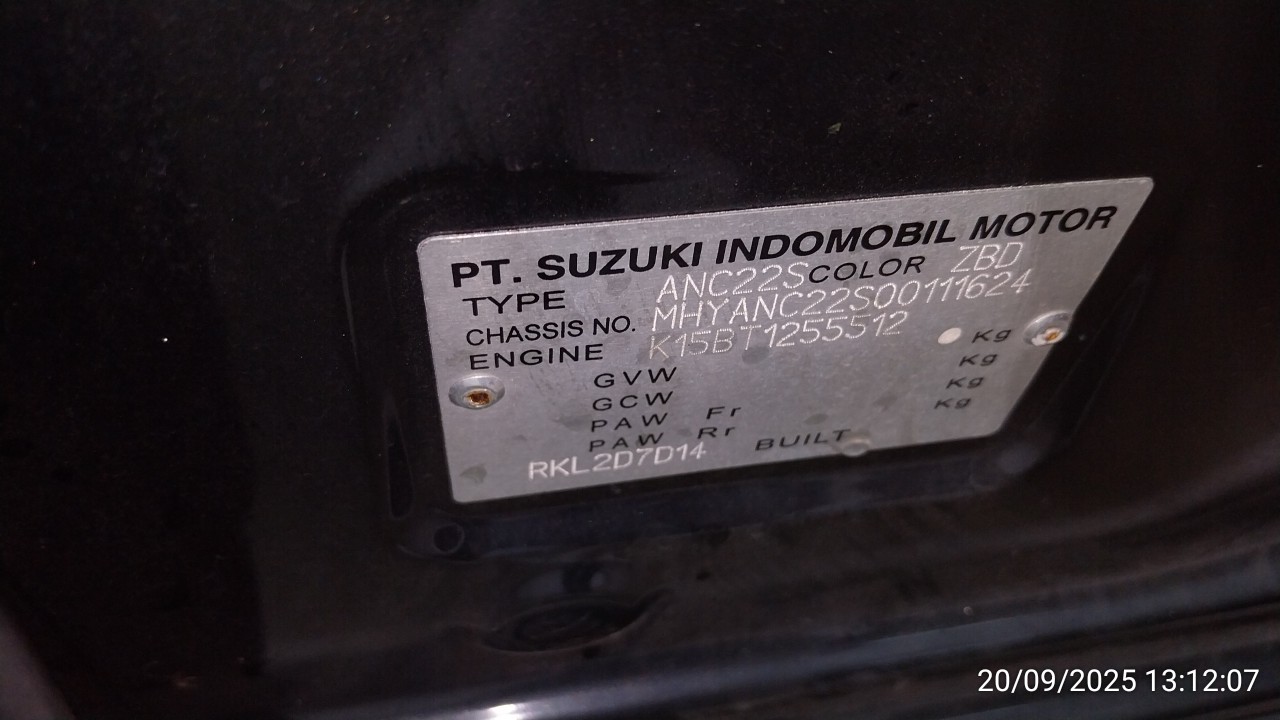 PT. SUZUKI INDOMOBIL MOTOR
TYPE ANC22S COLOR ZBD
CHASSIS NO. MHYANC22S00111624
ENGINE K15BT1255512
GVW Kg
GCW Kg
PAW Fr Kg
PAW Rr Kg
RKL2D7D14 BUILT
20/09/2025 13:12:07